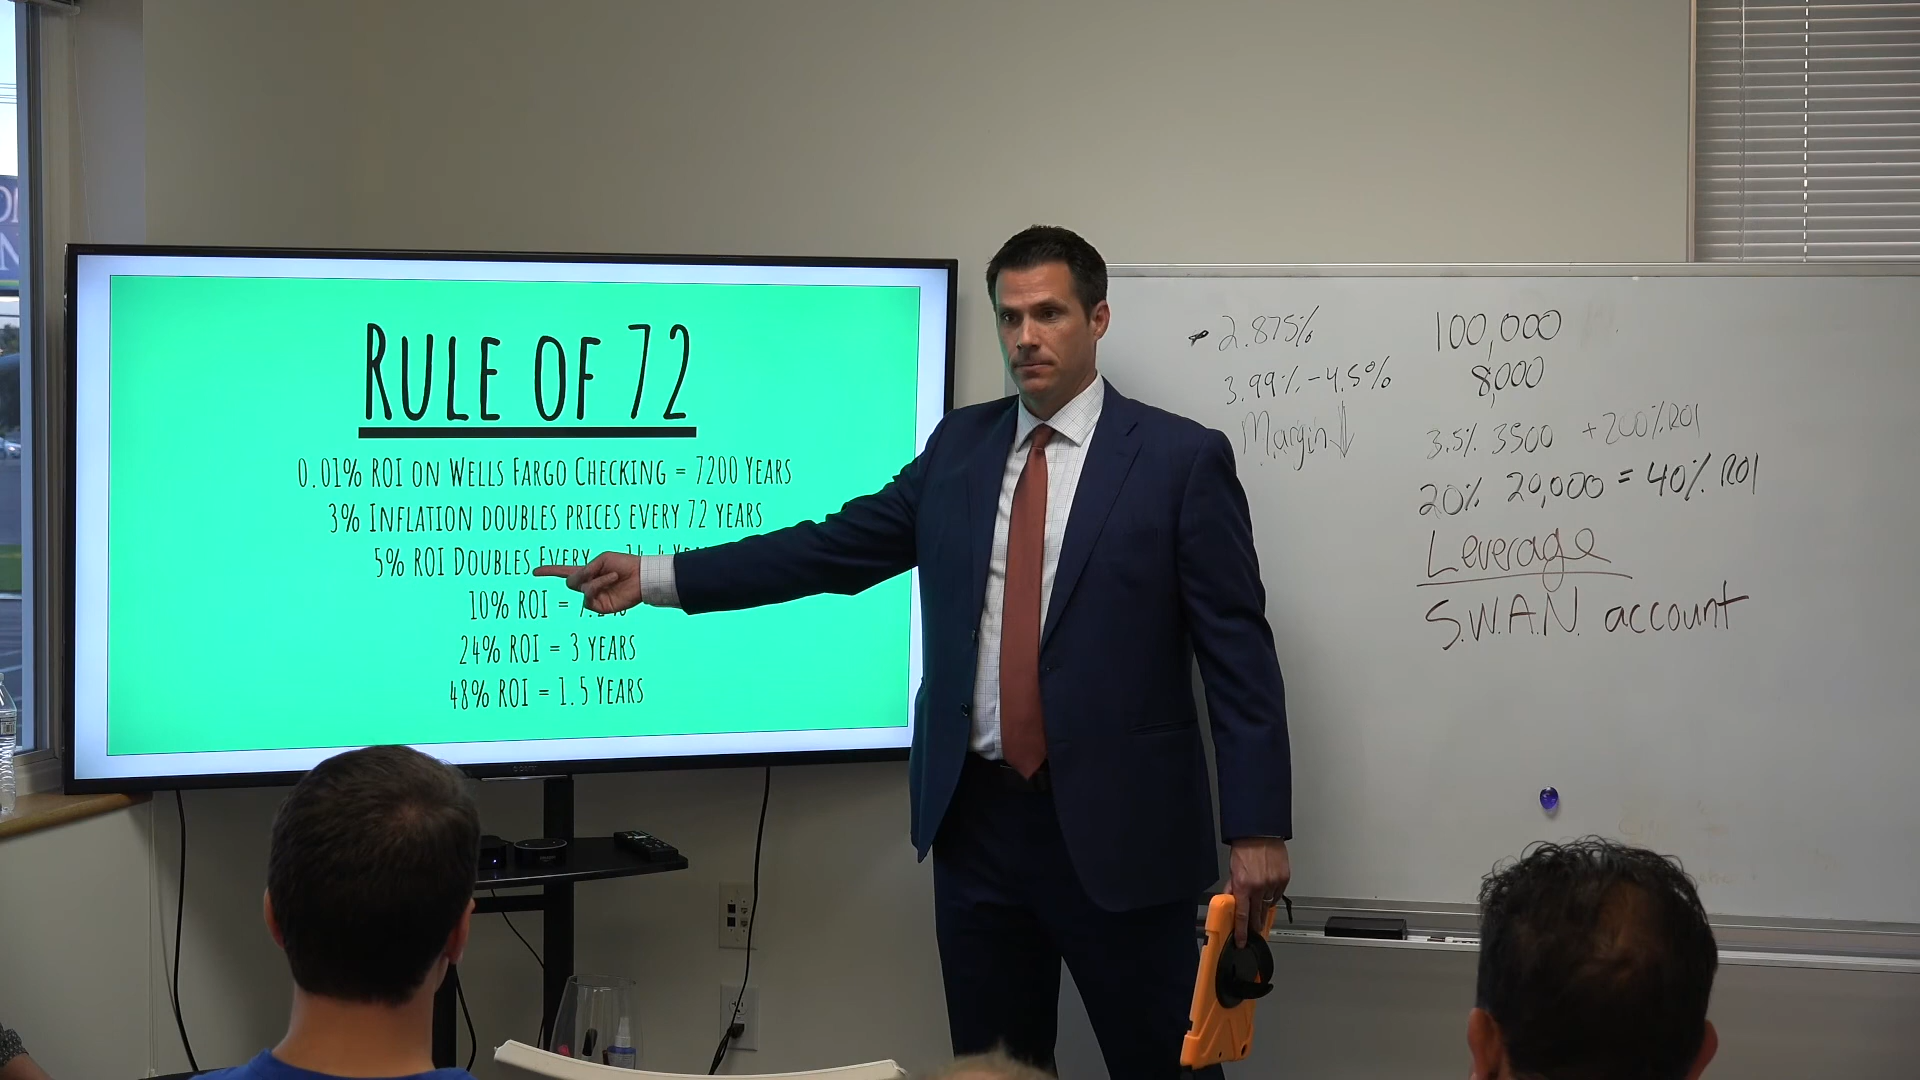 RULE OF 72
0.01% ROI ON WELLS FARGO CHECKING = 7200 YEARS
3% INFLATION DOUBLES PRICES EVERY 72 YEARS
5% ROI DOUBLES EVERY
10% ROI =
24% ROI = 3 YEARS
48% ROI = 1.5 YEARS
2.875%
3.99% - 4.5%
Margin
100,000
8,000
3.5% 3500 +200% ROI
20% 20,000 = 40% ROI
Leverage
S.W.A.N. account